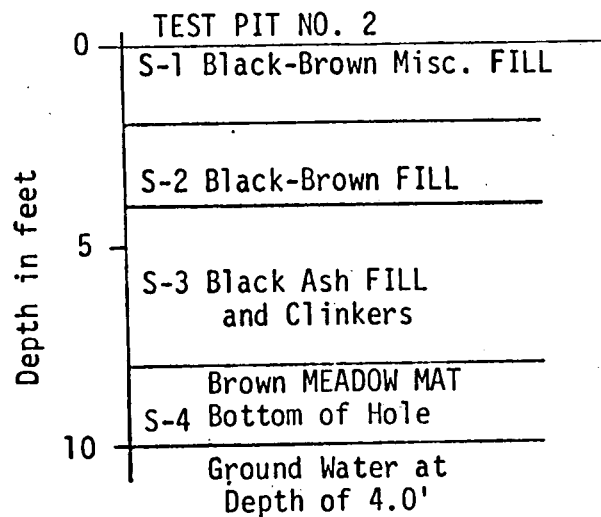 TEST PIT NO. 2
0
S-1 Black-Brown Misc. FILL
S-2 Black-Brown FILL
Depth in feet
5
S-3 Black Ash FILL
and Clinkers
Brown MEADOW MAT
S-4 Bottom of Hole
10
Ground Water at
Depth of 4.0'